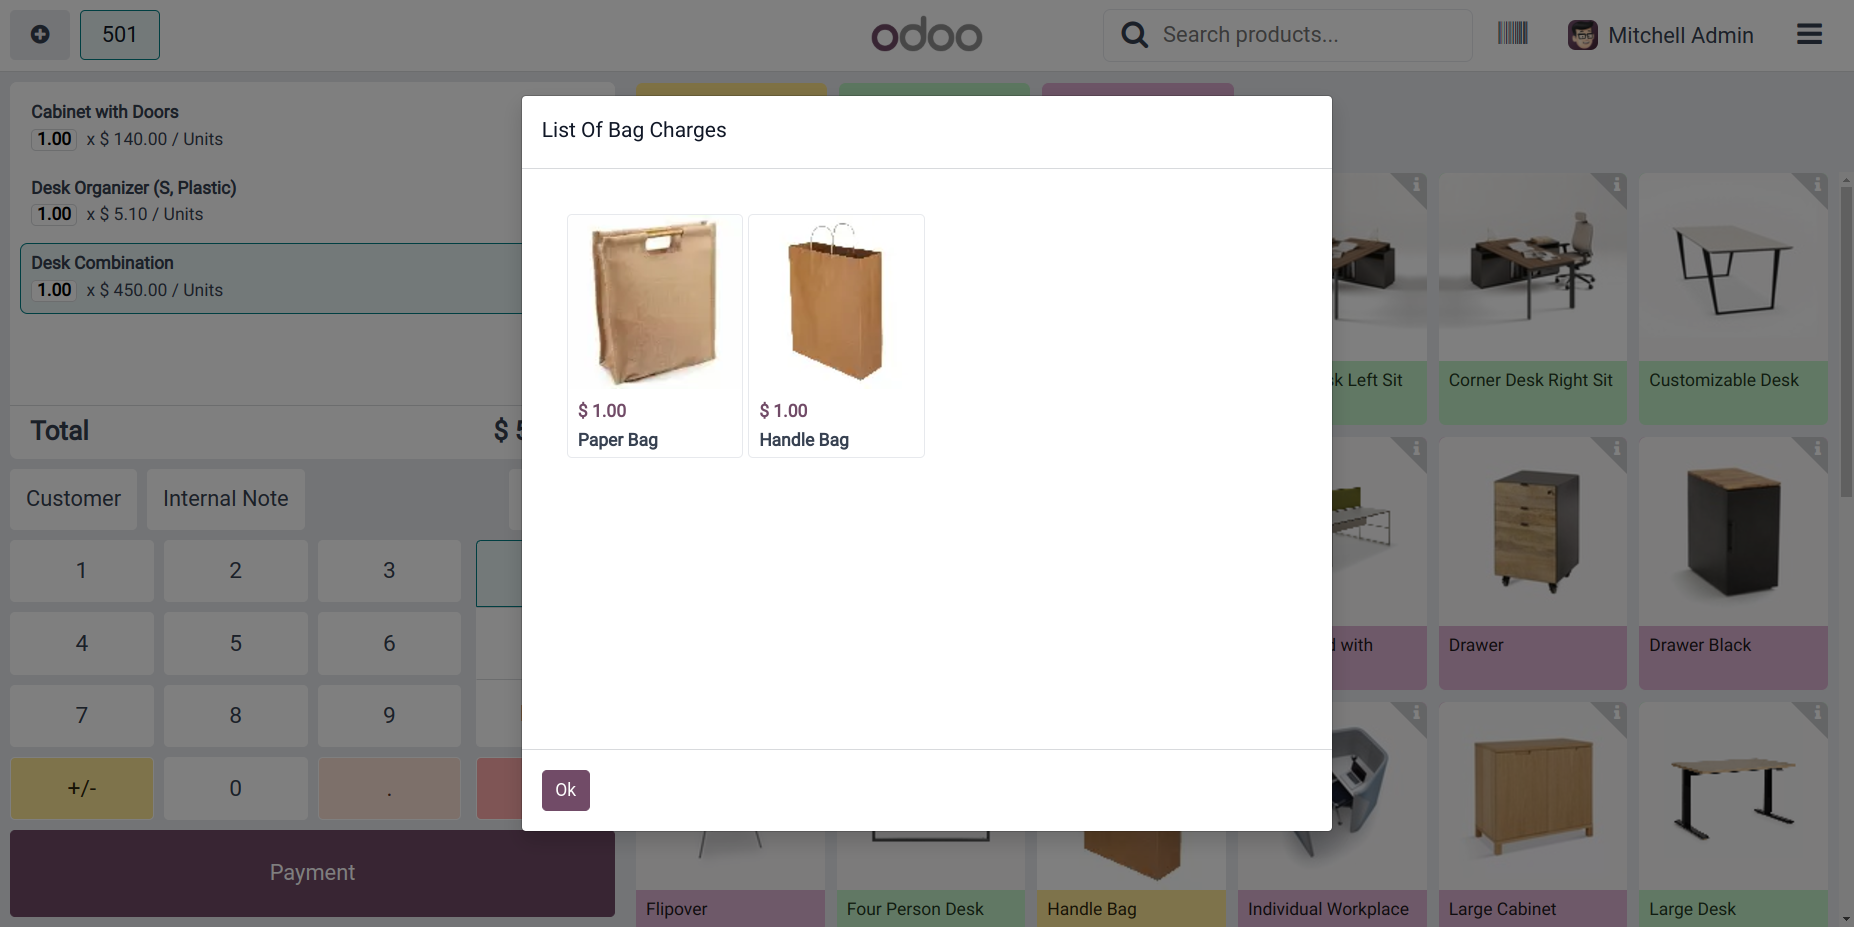 501
odoo
Search products...
Mitchell Admin
Cabinet with Doors
1.00 x $ 140.00 / Units
Desk Organizer (S, Plastic)
1.00 x $ 5.10 / Units
Desk Combination
1.00 x $ 450.00 / Units
Total $ 5
Customer
Internal Note
1
2
3
4
5
6
7
8
9
+/-
0
.
Payment
List Of Bag Charges
$ 1.00
Paper Bag
$ 1.00
Handle Bag
Ok
Left Sit
Corner Desk Right Sit
Customizable Desk
with
Drawer
Drawer Black
Flipover
Four Person Desk
Handle Bag
Individual Workplace
Large Cabinet
Large Desk